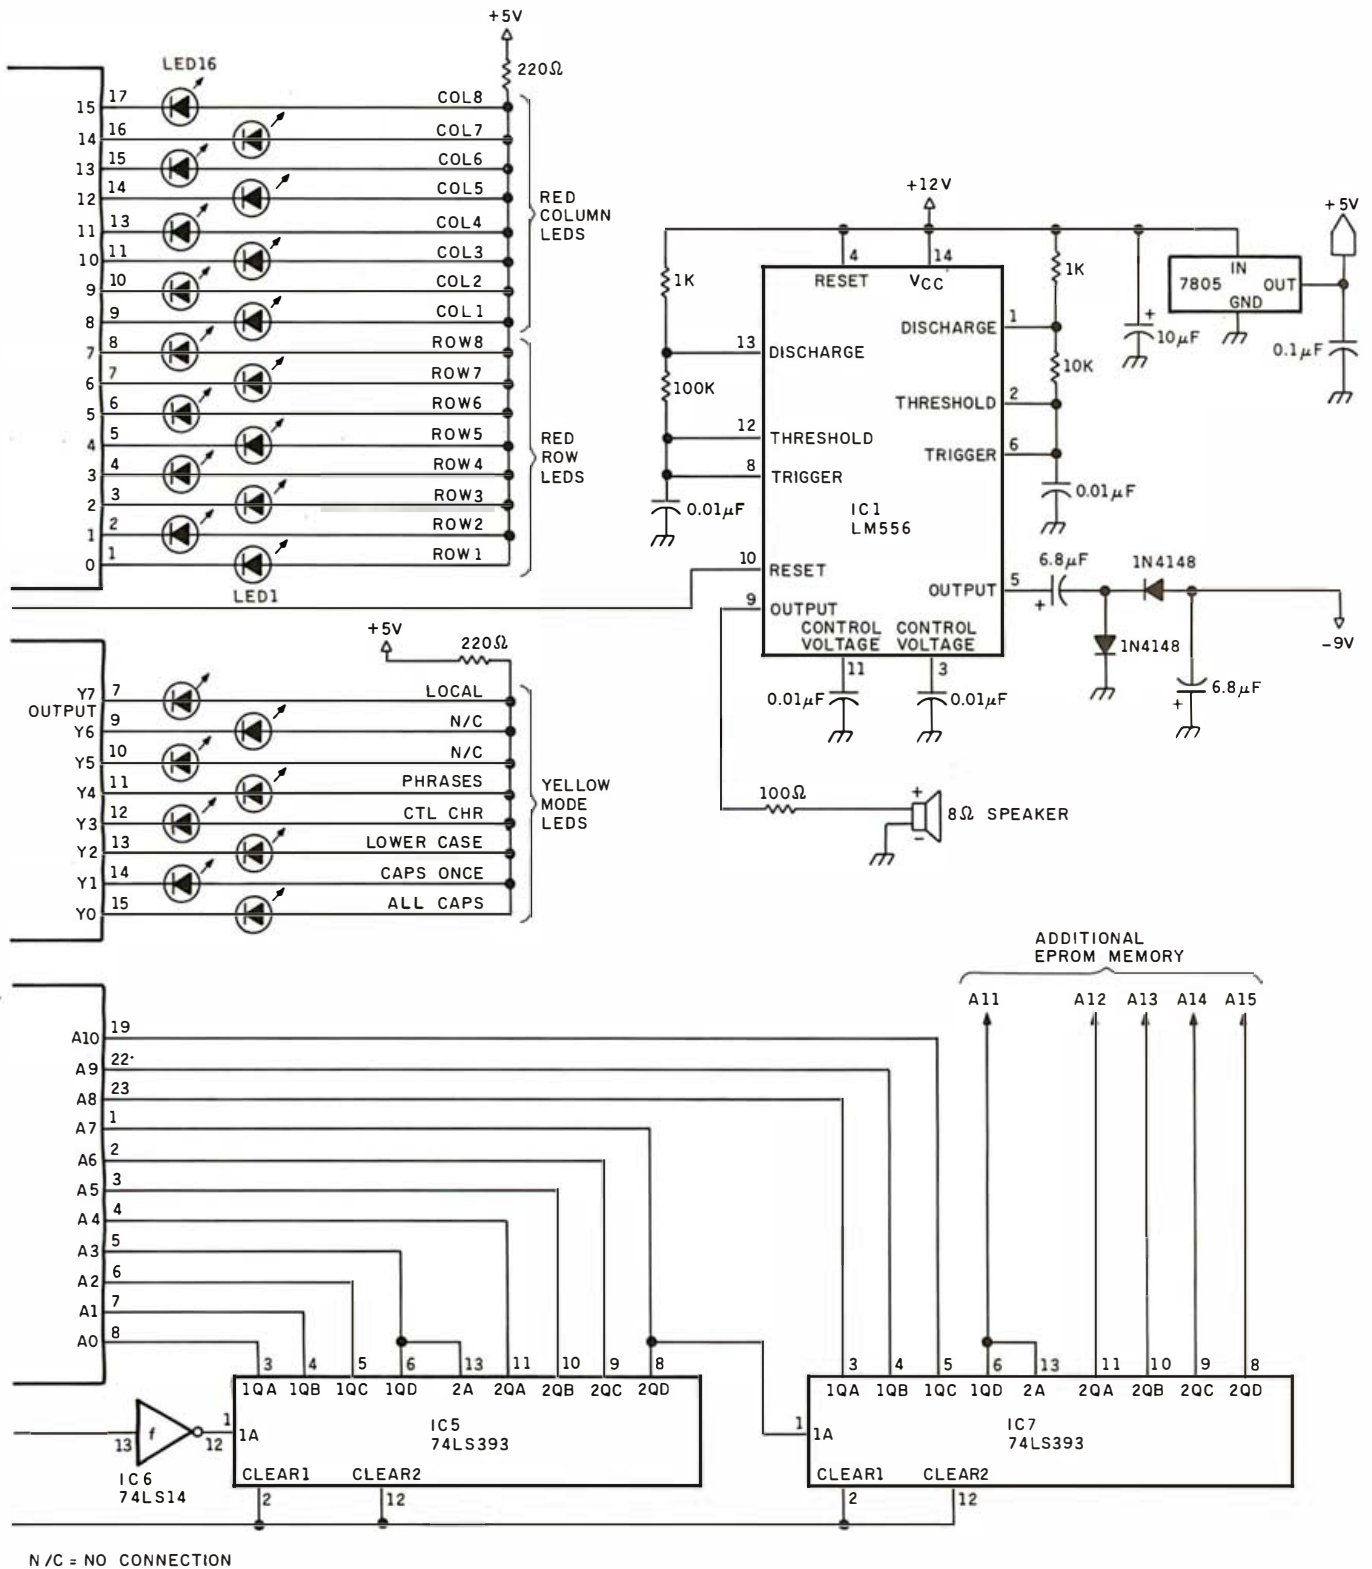 +5V
220Ω
LED16
15 17 COL8
14 16 COL7
13 15 COL6
12 14 COL5
11 13 COL4
10 11 COL3
9 10 COL2
8 9 COL1
RED
COLUMN
LEDS
7 8 ROW8
6 7 ROW7
5 6 ROW6
4 5 ROW5
3 4 ROW4
2 3 ROW3
1 2 ROW2
0 1 ROW1
LED1
RED
ROW
LEDS
+12V
+5V
4
RESET
14
VCC
1K
1K
IN
7805 OUT
GND
1
DISCHARGE
13
DISCHARGE
+
10µF
0.1µF
10K
100K
2
THRESHOLD
12
THRESHOLD
6
TRIGGER
8
TRIGGER
0.01µF
0.01µF
IC1
LM556
10
RESET
9
OUTPUT
5
OUTPUT
6.8µF
+
1N4148
1N4148
-9V
6.8µF
+
CONTROL
VOLTAGE
CONTROL
VOLTAGE
11
3
0.01µF
0.01µF
100Ω
+
-
8Ω SPEAKER
+5V
220Ω
Y7 7 LOCAL
OUTPUT
Y6 9 N/C
Y5 10 N/C
Y4 11 PHRASES
Y3 12 CTL CHR
Y2 13 LOWER CASE
Y1 14 CAPS ONCE
Y0 15 ALL CAPS
YELLOW
MODE
LEDS
ADDITIONAL
EPROM MEMORY
A11 A12 A13 A14 A15
A10 19
A9 22
A8 23
A7 1
A6 2
A5 3
A4 4
A3 5
A2 6
A1 7
A0 8
3 4 5 6 13 11 10 9 8
1QA 1QB 1QC 1QD 2A 2QA 2QB 2QC 2QD
IC5
74LS393
1
1A
CLEAR1 CLEAR2
2 12
13 f 12
IC6
74LS14
3 4 5 6 13 11 10 9 8
1QA 1QB 1QC 1QD 2A 2QA 2QB 2QC 2QD
IC7
74LS393
1
1A
CLEAR1 CLEAR2
2 12
N/C = NO CONNECTION